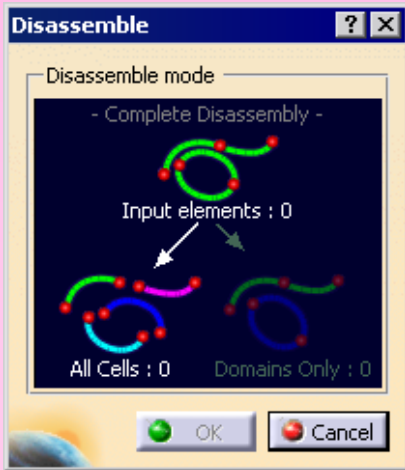 Disassemble
Disassemble mode
- Complete Disassembly -
Input elements : 0
All Cells : 0 Domains Only : 0
OK Cancel